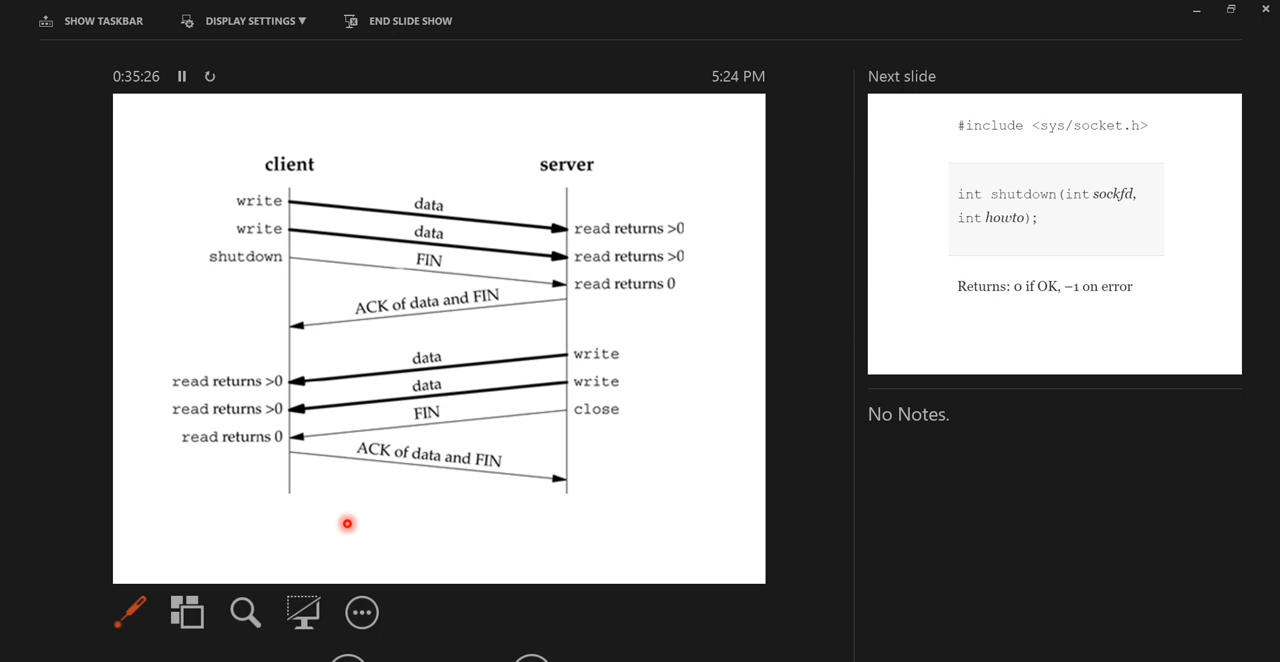 SHOW TASKBAR
DISPLAY SETTINGS ▼
END SLIDE SHOW
0:35:26
5:24 PM
client
server
write
data
write
data
read returns >0
shutdown
FIN
read returns >0
read returns 0
ACK of data and FIN
data
write
read returns >0
data
write
read returns >0
FIN
close
read returns 0
ACK of data and FIN
Next slide
#include <sys/socket.h>
int shutdown(int sockfd,
int howto);
Returns: 0 if OK, −1 on error
No Notes.